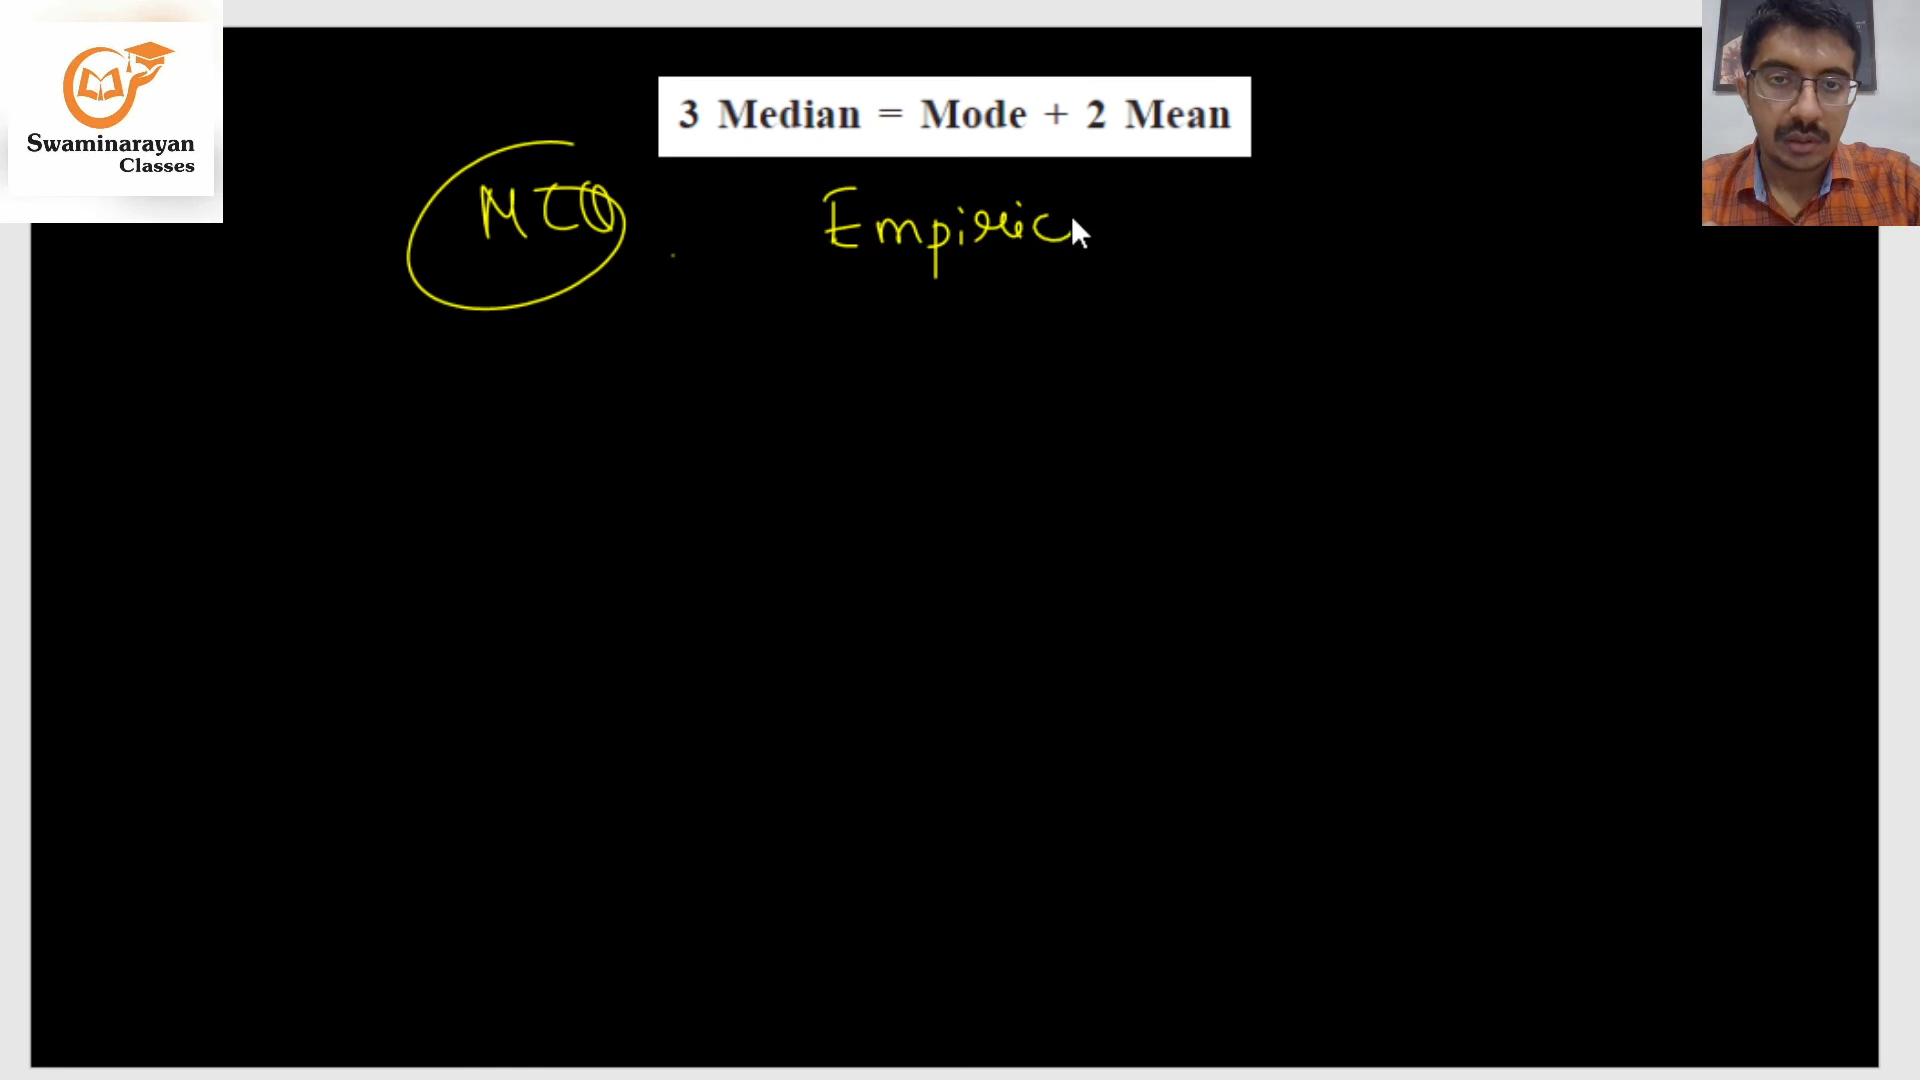 Swaminarayan
Classes
3 Median = Mode + 2 Mean
MCQ
Empiric